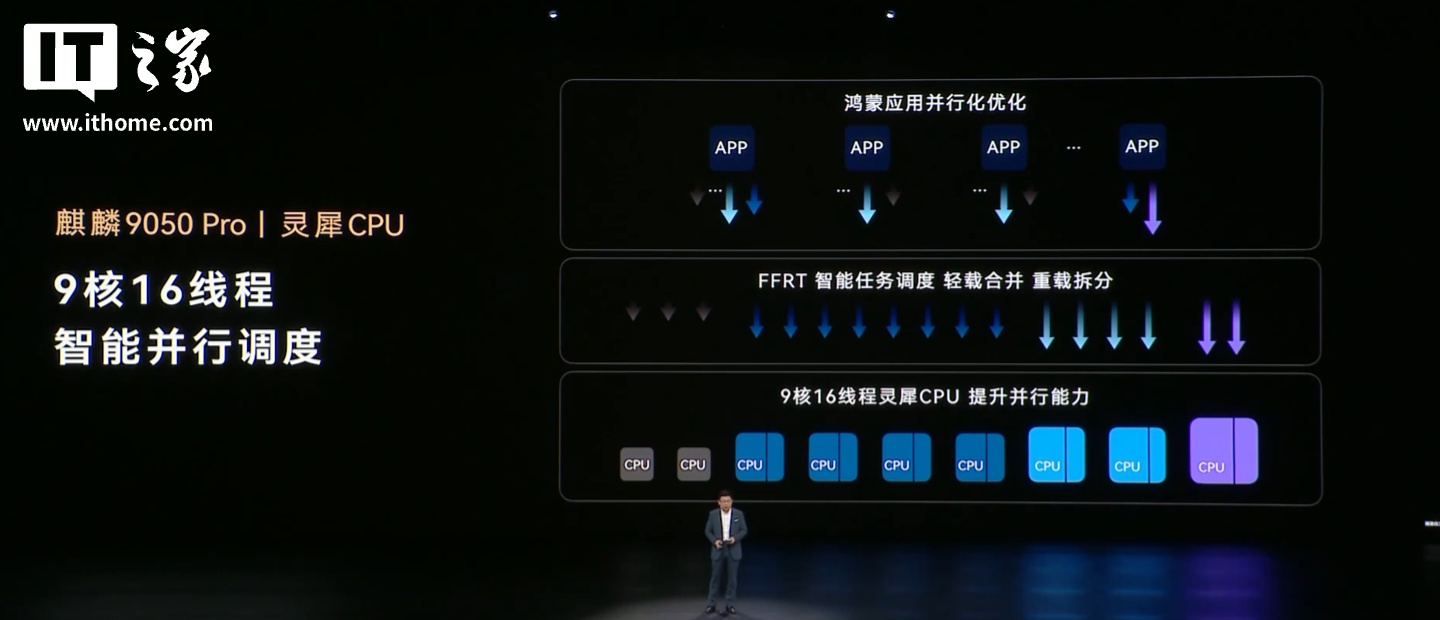 IT之家
www.ithome.com
麒麟9050 Pro | 灵犀CPU
9核16线程
智能并行调度
鸿蒙应用并行化优化
APP
APP
APP
...
APP
...
...
...
FFRT 智能任务调度 轻载合并 重载拆分
9核16线程灵犀CPU 提升并行能力
CPU
CPU
CPU
CPU
CPU
CPU
CPU
CPU
CPU